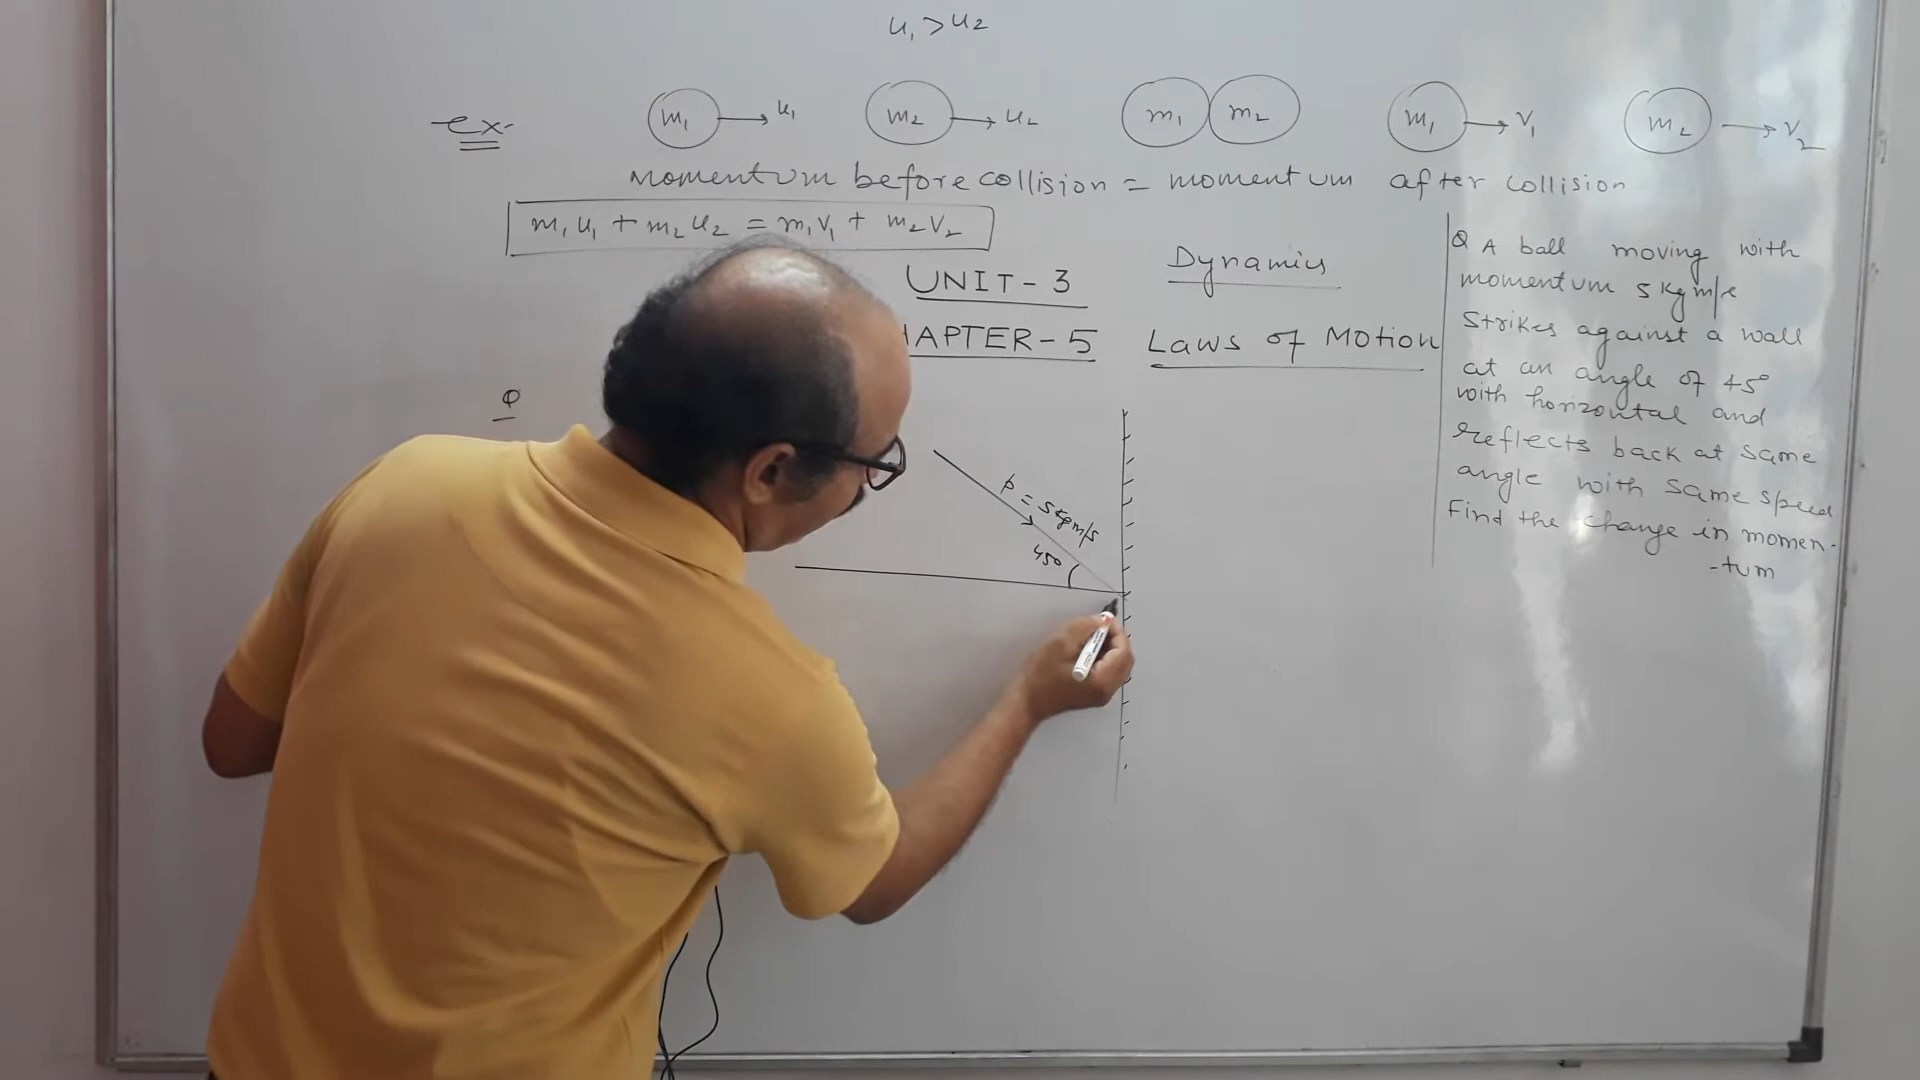 u₁ > u₂
ex- m₁ u₁ m₂ u₂ m₁ m₂ m₁ v₁ m₂ v₂
momentum before collision = momentum after collision
m₁u₁ + m₂u₂ = m₁v₁ + m₂v₂
UNIT-3 Dynamics
HAPTER-5 Laws of Motion
Q
p = 5 kgm/s
45°
Q A ball moving with
momentum 5 kg m/s
strikes against a wall
at an angle of 45°
with horizontal and
reflects back at same
angle with same speed
Find the change in momen-
-tum